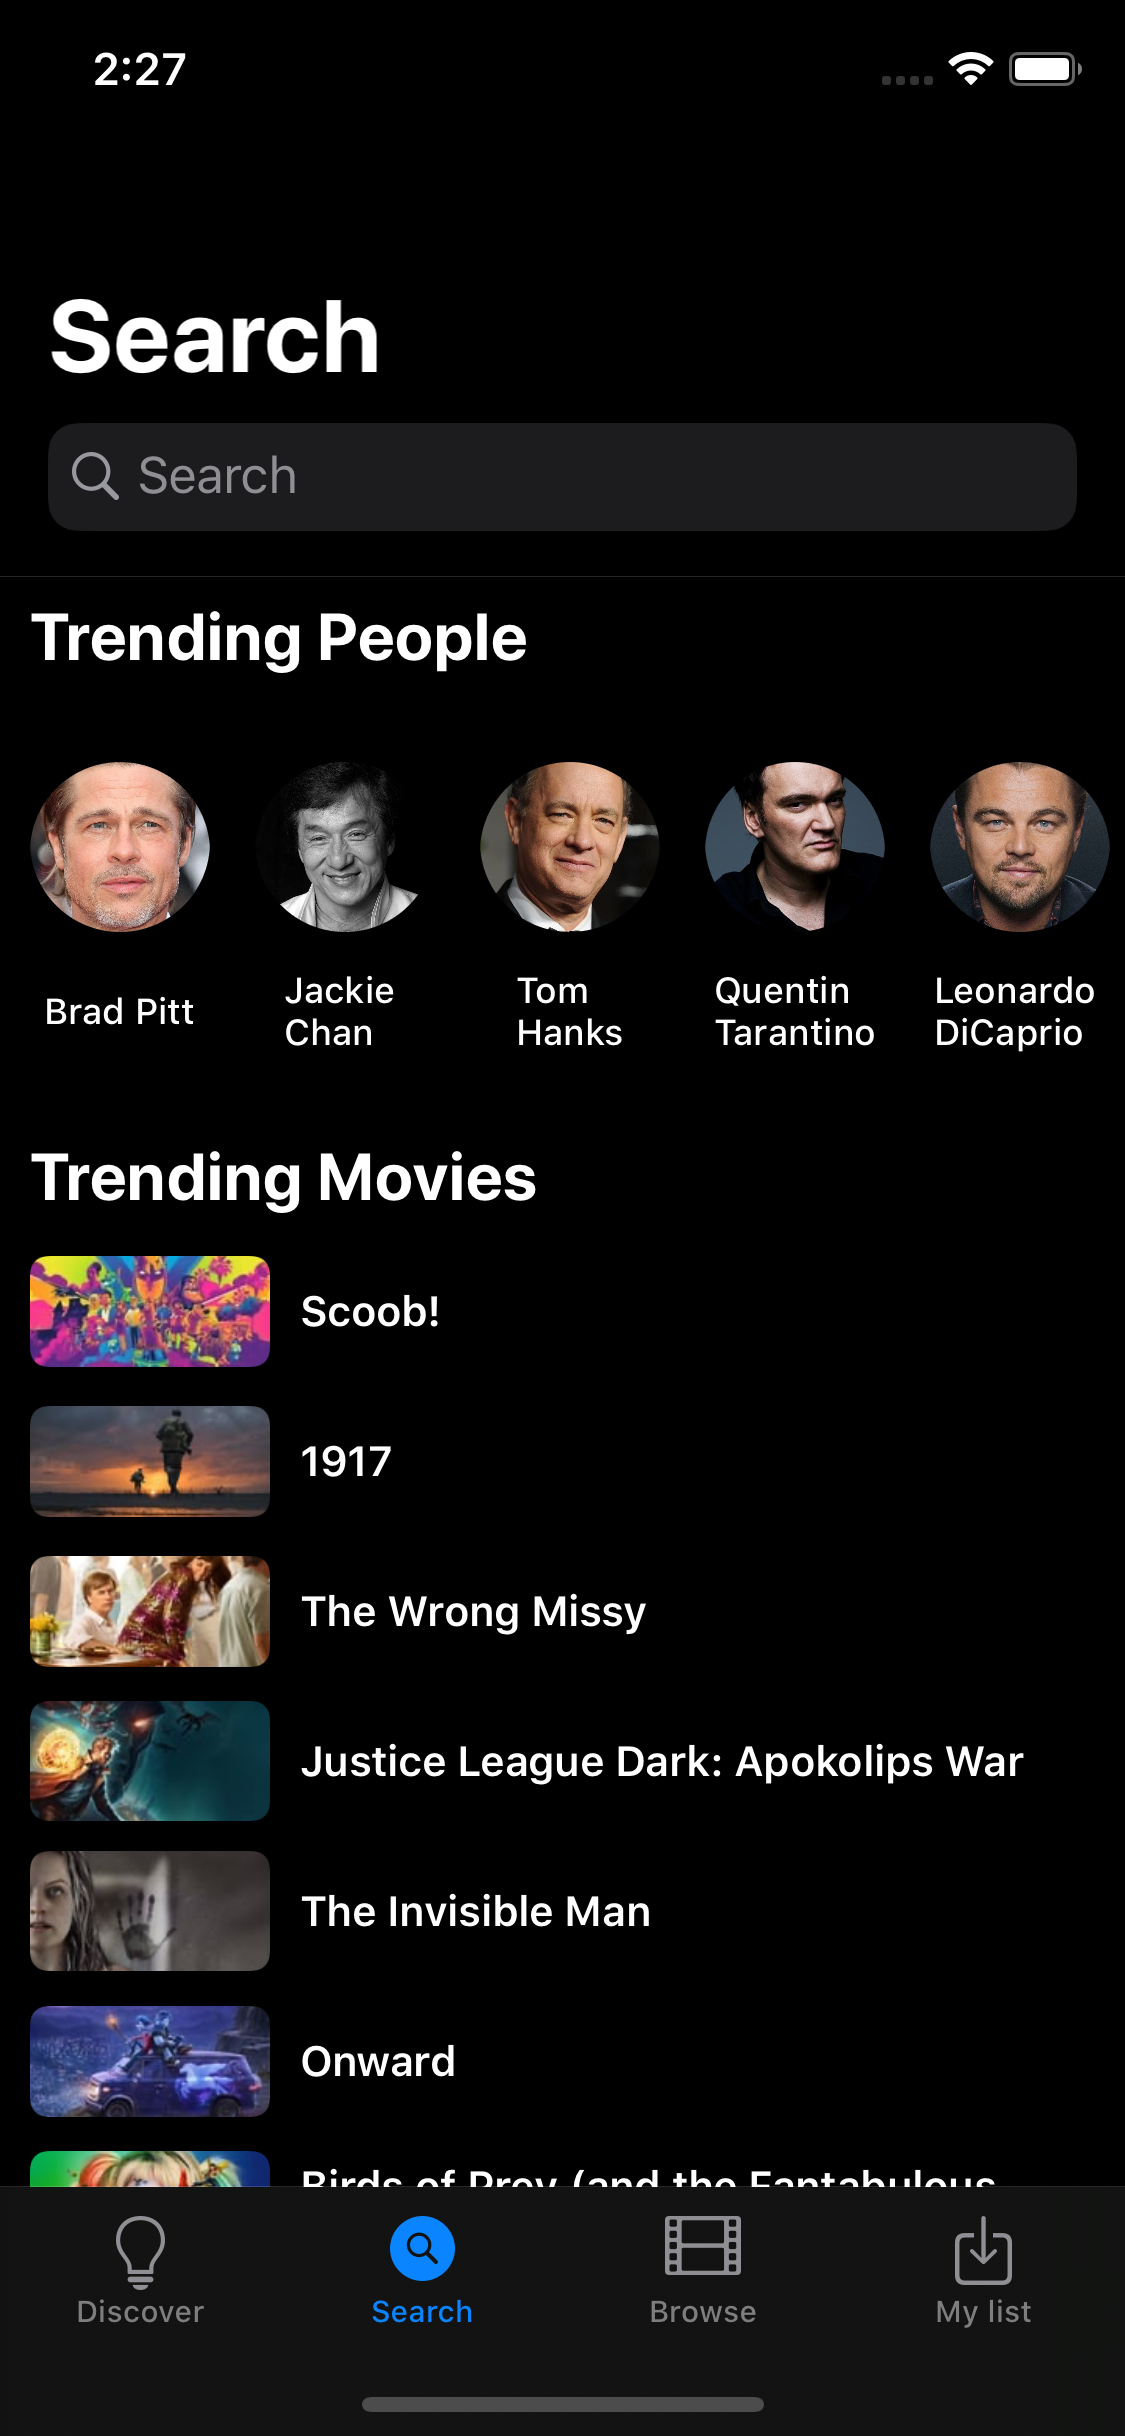 2:27
Search
Search
Trending People
Brad Pitt
Jackie
Chan
Tom
Hanks
Quentin
Tarantino
Leonardo
DiCaprio
Trending Movies
Scoob!
1917
The Wrong Missy
Justice League Dark: Apokolips War
The Invisible Man
Onward
Birds of Prey (and the Fantabulous
Discover
Search
Browse
My list